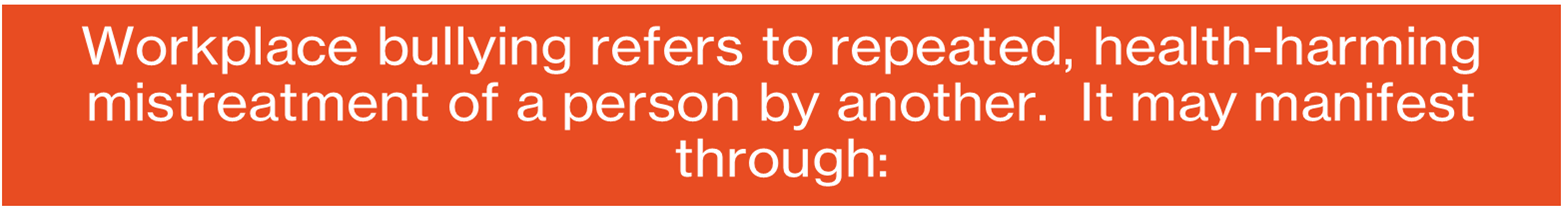 Workplace bullying refers to repeated, health-harming
mistreatment of a person by another.  It may manifest
through: